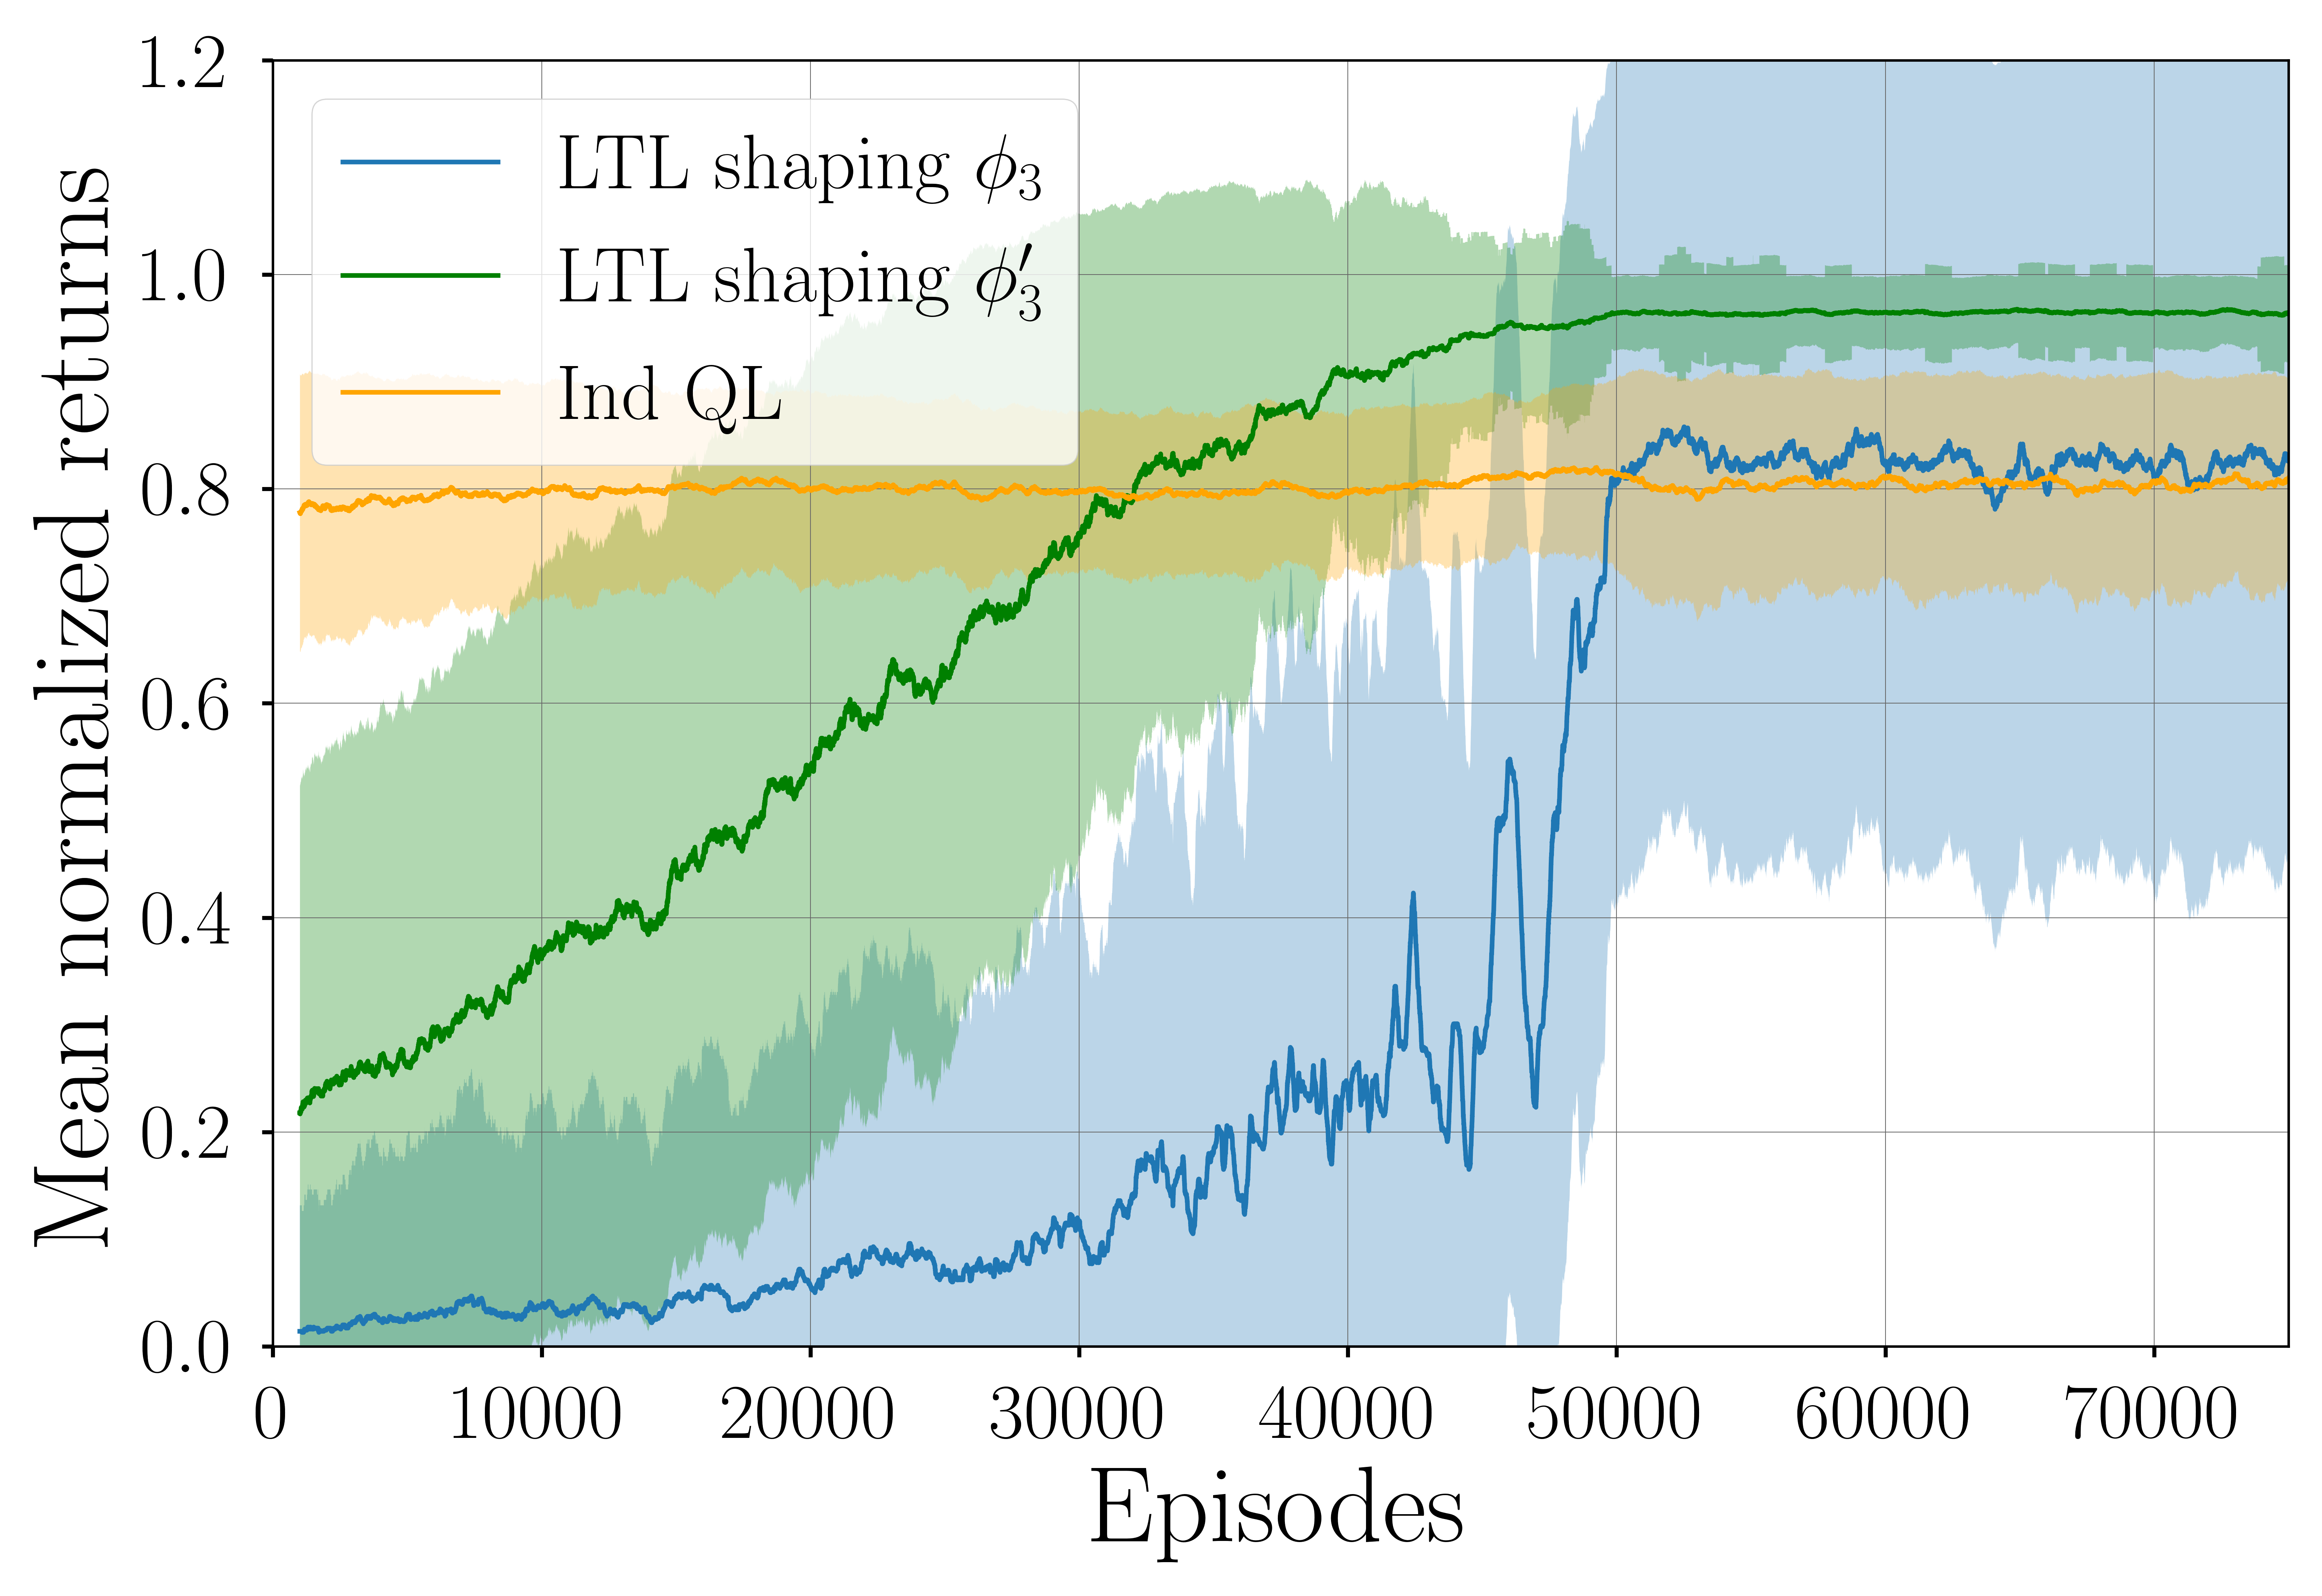 Mean normalized returns
1.2
1.0
0.8
0.6
0.4
0.2
0.0
LTL shaping ϕ₃
LTL shaping ϕ₃′
Ind QL
0 10000 20000 30000 40000 50000 60000 70000
Episodes